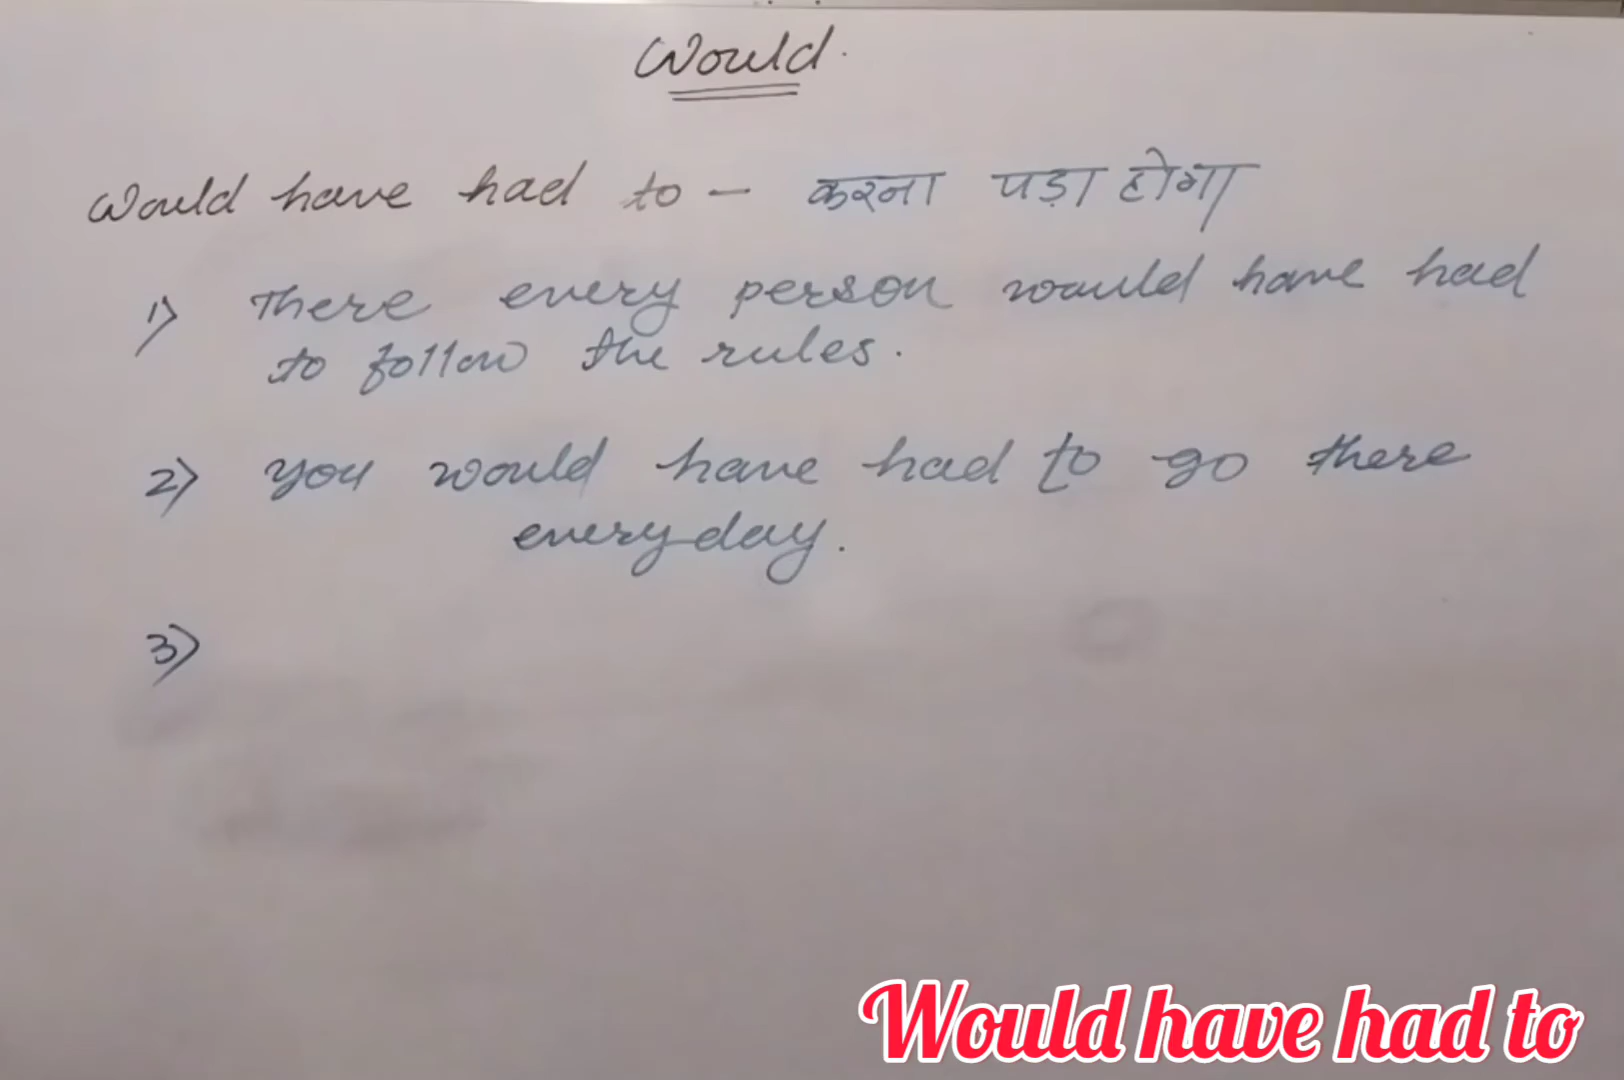 Would.
Would have had to - करना पड़ा होगा
1) There every person would have had
to follow the rules.
2) you would have had to go there
everyday.
3)
Would have had to